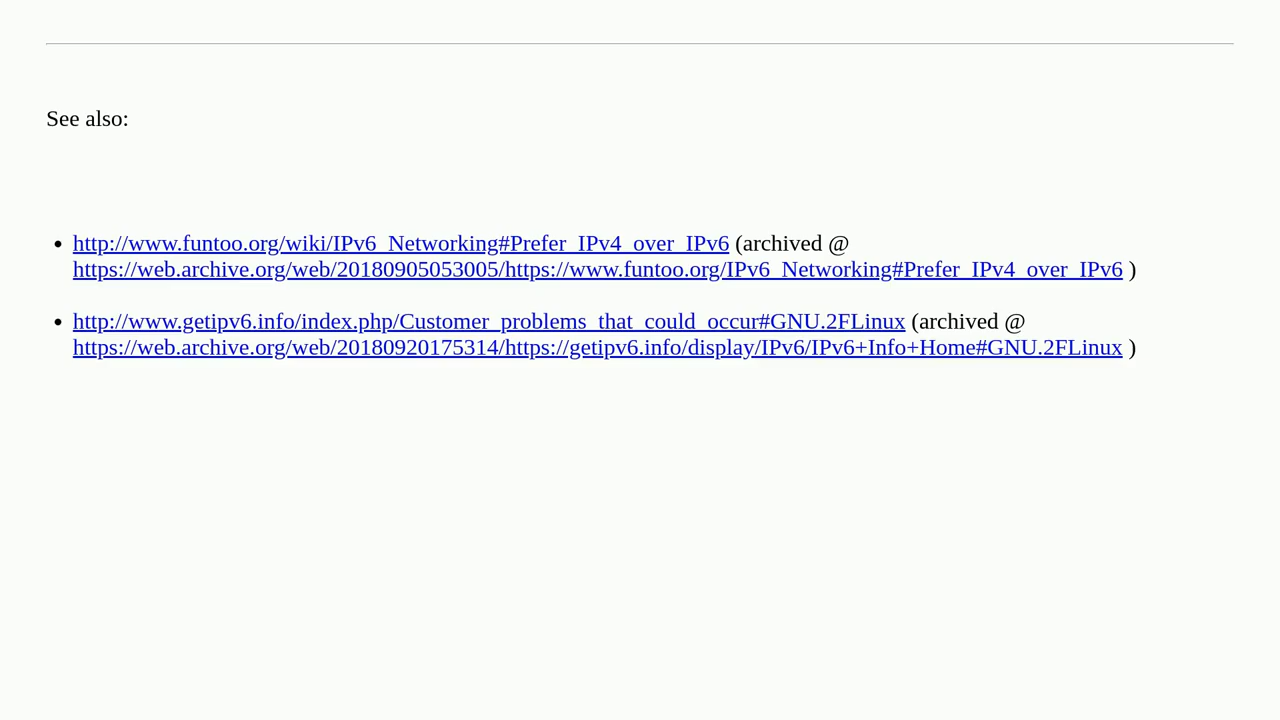 See also:
• http://www.funtoo.org/wiki/IPv6_Networking#Prefer_IPv4_over_IPv6 (archived @
https://web.archive.org/web/20180905053005/https://www.funtoo.org/IPv6_Networking#Prefer_IPv4_over_IPv6 )
• http://www.getipv6.info/index.php/Customer_problems_that_could_occur#GNU.2FLinux (archived @
https://web.archive.org/web/20180920175314/https://getipv6.info/display/IPv6/IPv6+Info+Home#GNU.2FLinux )